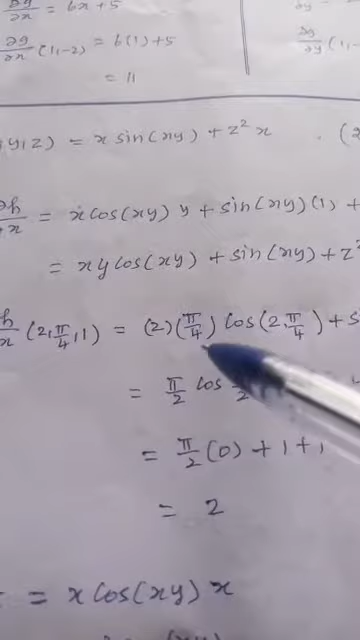 ∂g/∂x = 6x+5
∂g/∂x (1,-2) = 6(1)+5
∂g/∂y (1,-
= 11
y,z) = x sin(xy) + z² x
∂h/∂x = x cos(xy) y + sin(xy)(1) +
= xy cos(xy) + sin(xy) + z²
(2,π/4,1) = (2)(π/4) cos(2.π/4) +
= π/2 cos
= π/2 (0) + 1 + 1
= 2
= x cos(xy) x